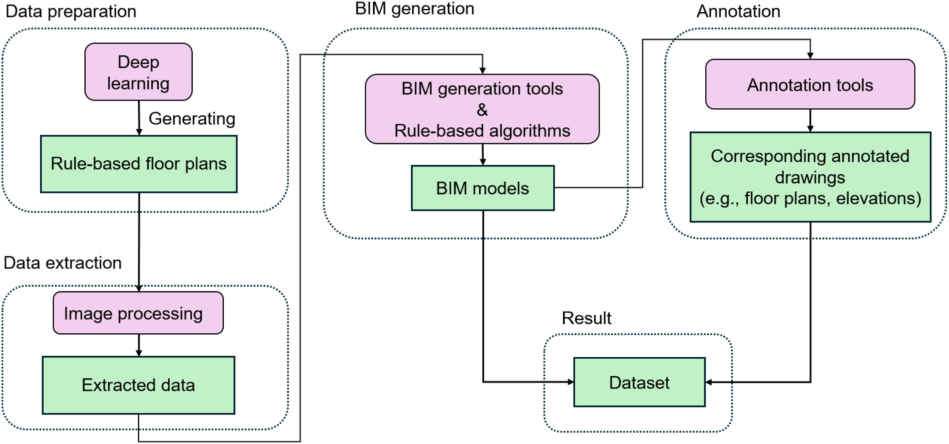 Data preparation
Deep
learning
Generating
Rule-based floor plans
Data extraction
Image processing
Extracted data
BIM generation
BIM generation tools
&
Rule-based algorithms
BIM models
Annotation
Annotation tools
Corresponding annotated
drawings
(e.g., floor plans, elevations)
Result
Dataset